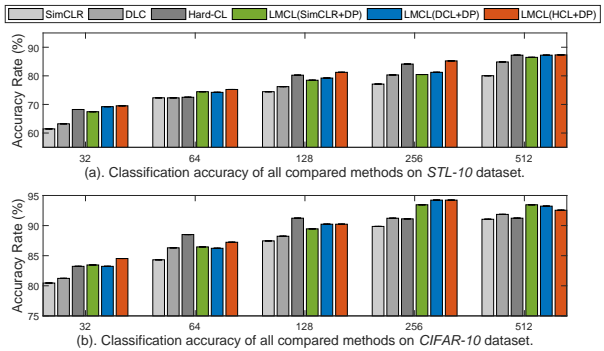 SimCLR DLC Hard-CL LMCL(SimCLR+DP) LMCL(DCL+DP) LMCL(HCL+DP)
Accuracy Rate (%)
90
80
70
60
32 64 128 256 512
(a). Classification accuracy of all compared methods on STL-10 dataset.
Accuracy Rate (%)
95
90
85
80
75
32 64 128 256 512
(b). Classification accuracy of all compared methods on CIFAR-10 dataset.